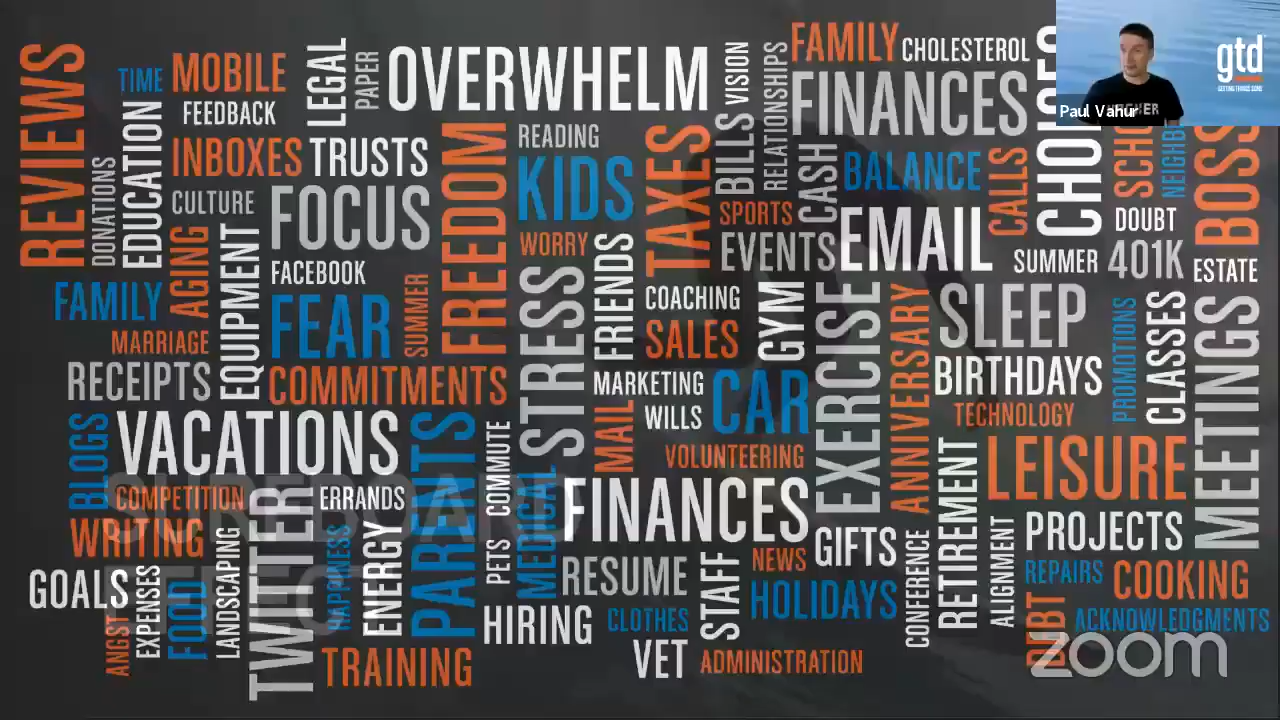 REVIEWS
TIME
MOBILE
FEEDBACK
LEGAL
PAPER
OVERWHELM
VISION
BILLS
RELATIONSHIPS
FAMILY
CHOLESTEROL
FINANCES
DONATIONS
EDUCATION
INBOXES
TRUSTS
CULTURE
FOCUS
FREEDOM
READING
KIDS
TAXES
SPORTS
CASH
BALANCE
CALLS
DOUBT
BOSS
AGING
EQUIPMENT
FACEBOOK
WORRY
STRESS
FRIENDS
EVENTS
EMAIL
SUMMER
401K
ESTATE
FAMILY
MARRIAGE
FEAR
SUMMER
COACHING
SALES
GYM
EXERCISE
ANNIVERSARY
SLEEP
PROMOTIONS
CLASSES
MEETINGS
RECEIPTS
COMMITMENTS
MARKETING
WILLS
CAR
BIRTHDAYS
TECHNOLOGY
BLOGS
VACATIONS
PARENTS
COMMUTE
MAIL
VOLUNTEERING
RETIREMENT
LEISURE
COMPETITION
ERRANDS
MEDICAL
FINANCES
WRITING
TWITTER
LANDSCAPING
HAPPINESS
ENERGY
PETS
RESUME
STAFF
NEWS
GIFTS
CONFERENCE
ALIGNMENT
PROJECTS
GOALS
EXPENSES
FOOD
HIRING
CLOTHES
HOLIDAYS
REPAIRS
COOKING
ANGST
TRAINING
VET
ADMINISTRATION
DEBT
ACKNOWLEDGMENTS
zoom
Paul Vahur
gtd
GETTING THINGS DONE